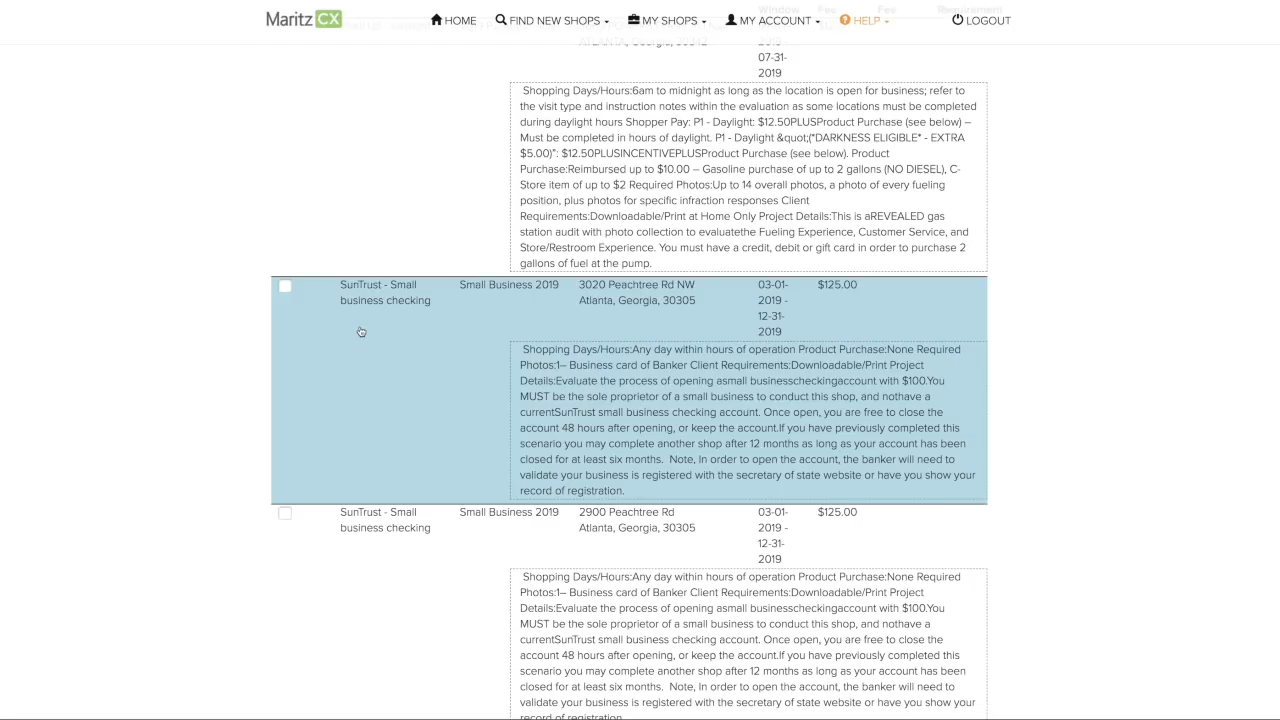 Maritz CX
HOME
FIND NEW SHOPS
MY SHOPS
MY ACCOUNT
HELP
LOGOUT
Window Fee Fee Requirement
ATLANTA, Georgia, 30342
2019 -
07-31-
2019
Shopping Days/Hours:6am to midnight as long as the location is open for business; refer to
the visit type and instruction notes within the evaluation as some locations must be completed
during daylight hours Shopper Pay: P1 - Daylight: $12.50PLUSProduct Purchase (see below) –
Must be completed in hours of daylight. P1 - Daylight &quot;(*DARKNESS ELIGIBLE* - EXTRA
$5.00)": $12.50PLUSINCENTIVEPLUSProduct Purchase (see below). Product
Purchase:Reimbursed up to $10.00 – Gasoline purchase of up to 2 gallons (NO DIESEL), C-
Store item of up to $2 Required Photos:Up to 14 overall photos, a photo of every fueling
position, plus photos for specific infraction responses Client
Requirements:Downloadable/Print at Home Only Project Details:This is aREVEALED gas
station audit with photo collection to evaluatethe Fueling Experience, Customer Service, and
Store/Restroom Experience. You must have a credit, debit or gift card in order to purchase 2
gallons of fuel at the pump.
SunTrust - Small Small Business 2019 3020 Peachtree Rd NW 03-01- $125.00
business checking Atlanta, Georgia, 30305 2019 -
12-31-
2019
Shopping Days/Hours:Any day within hours of operation Product Purchase:None Required
Photos:1– Business card of Banker Client Requirements:Downloadable/Print Project
Details:Evaluate the process of opening asmall businesscheckingaccount with $100.You
MUST be the sole proprietor of a small business to conduct this shop, and nothave a
currentSunTrust small business checking account. Once open, you are free to close the
account 48 hours after opening, or keep the account.If you have previously completed this
scenario you may complete another shop after 12 months as long as your account has been
closed for at least six months. Note, In order to open the account, the banker will need to
validate your business is registered with the secretary of state website or have you show your
record of registration.
SunTrust - Small Small Business 2019 2900 Peachtree Rd 03-01- $125.00
business checking Atlanta, Georgia, 30305 2019 -
12-31-
2019
Shopping Days/Hours:Any day within hours of operation Product Purchase:None Required
Photos:1– Business card of Banker Client Requirements:Downloadable/Print Project
Details:Evaluate the process of opening asmall businesscheckingaccount with $100.You
MUST be the sole proprietor of a small business to conduct this shop, and nothave a
currentSunTrust small business checking account. Once open, you are free to close the
account 48 hours after opening, or keep the account.If you have previously completed this
scenario you may complete another shop after 12 months as long as your account has been
closed for at least six months. Note, In order to open the account, the banker will need to
validate your business is registered with the secretary of state website or have you show your
record of registration.